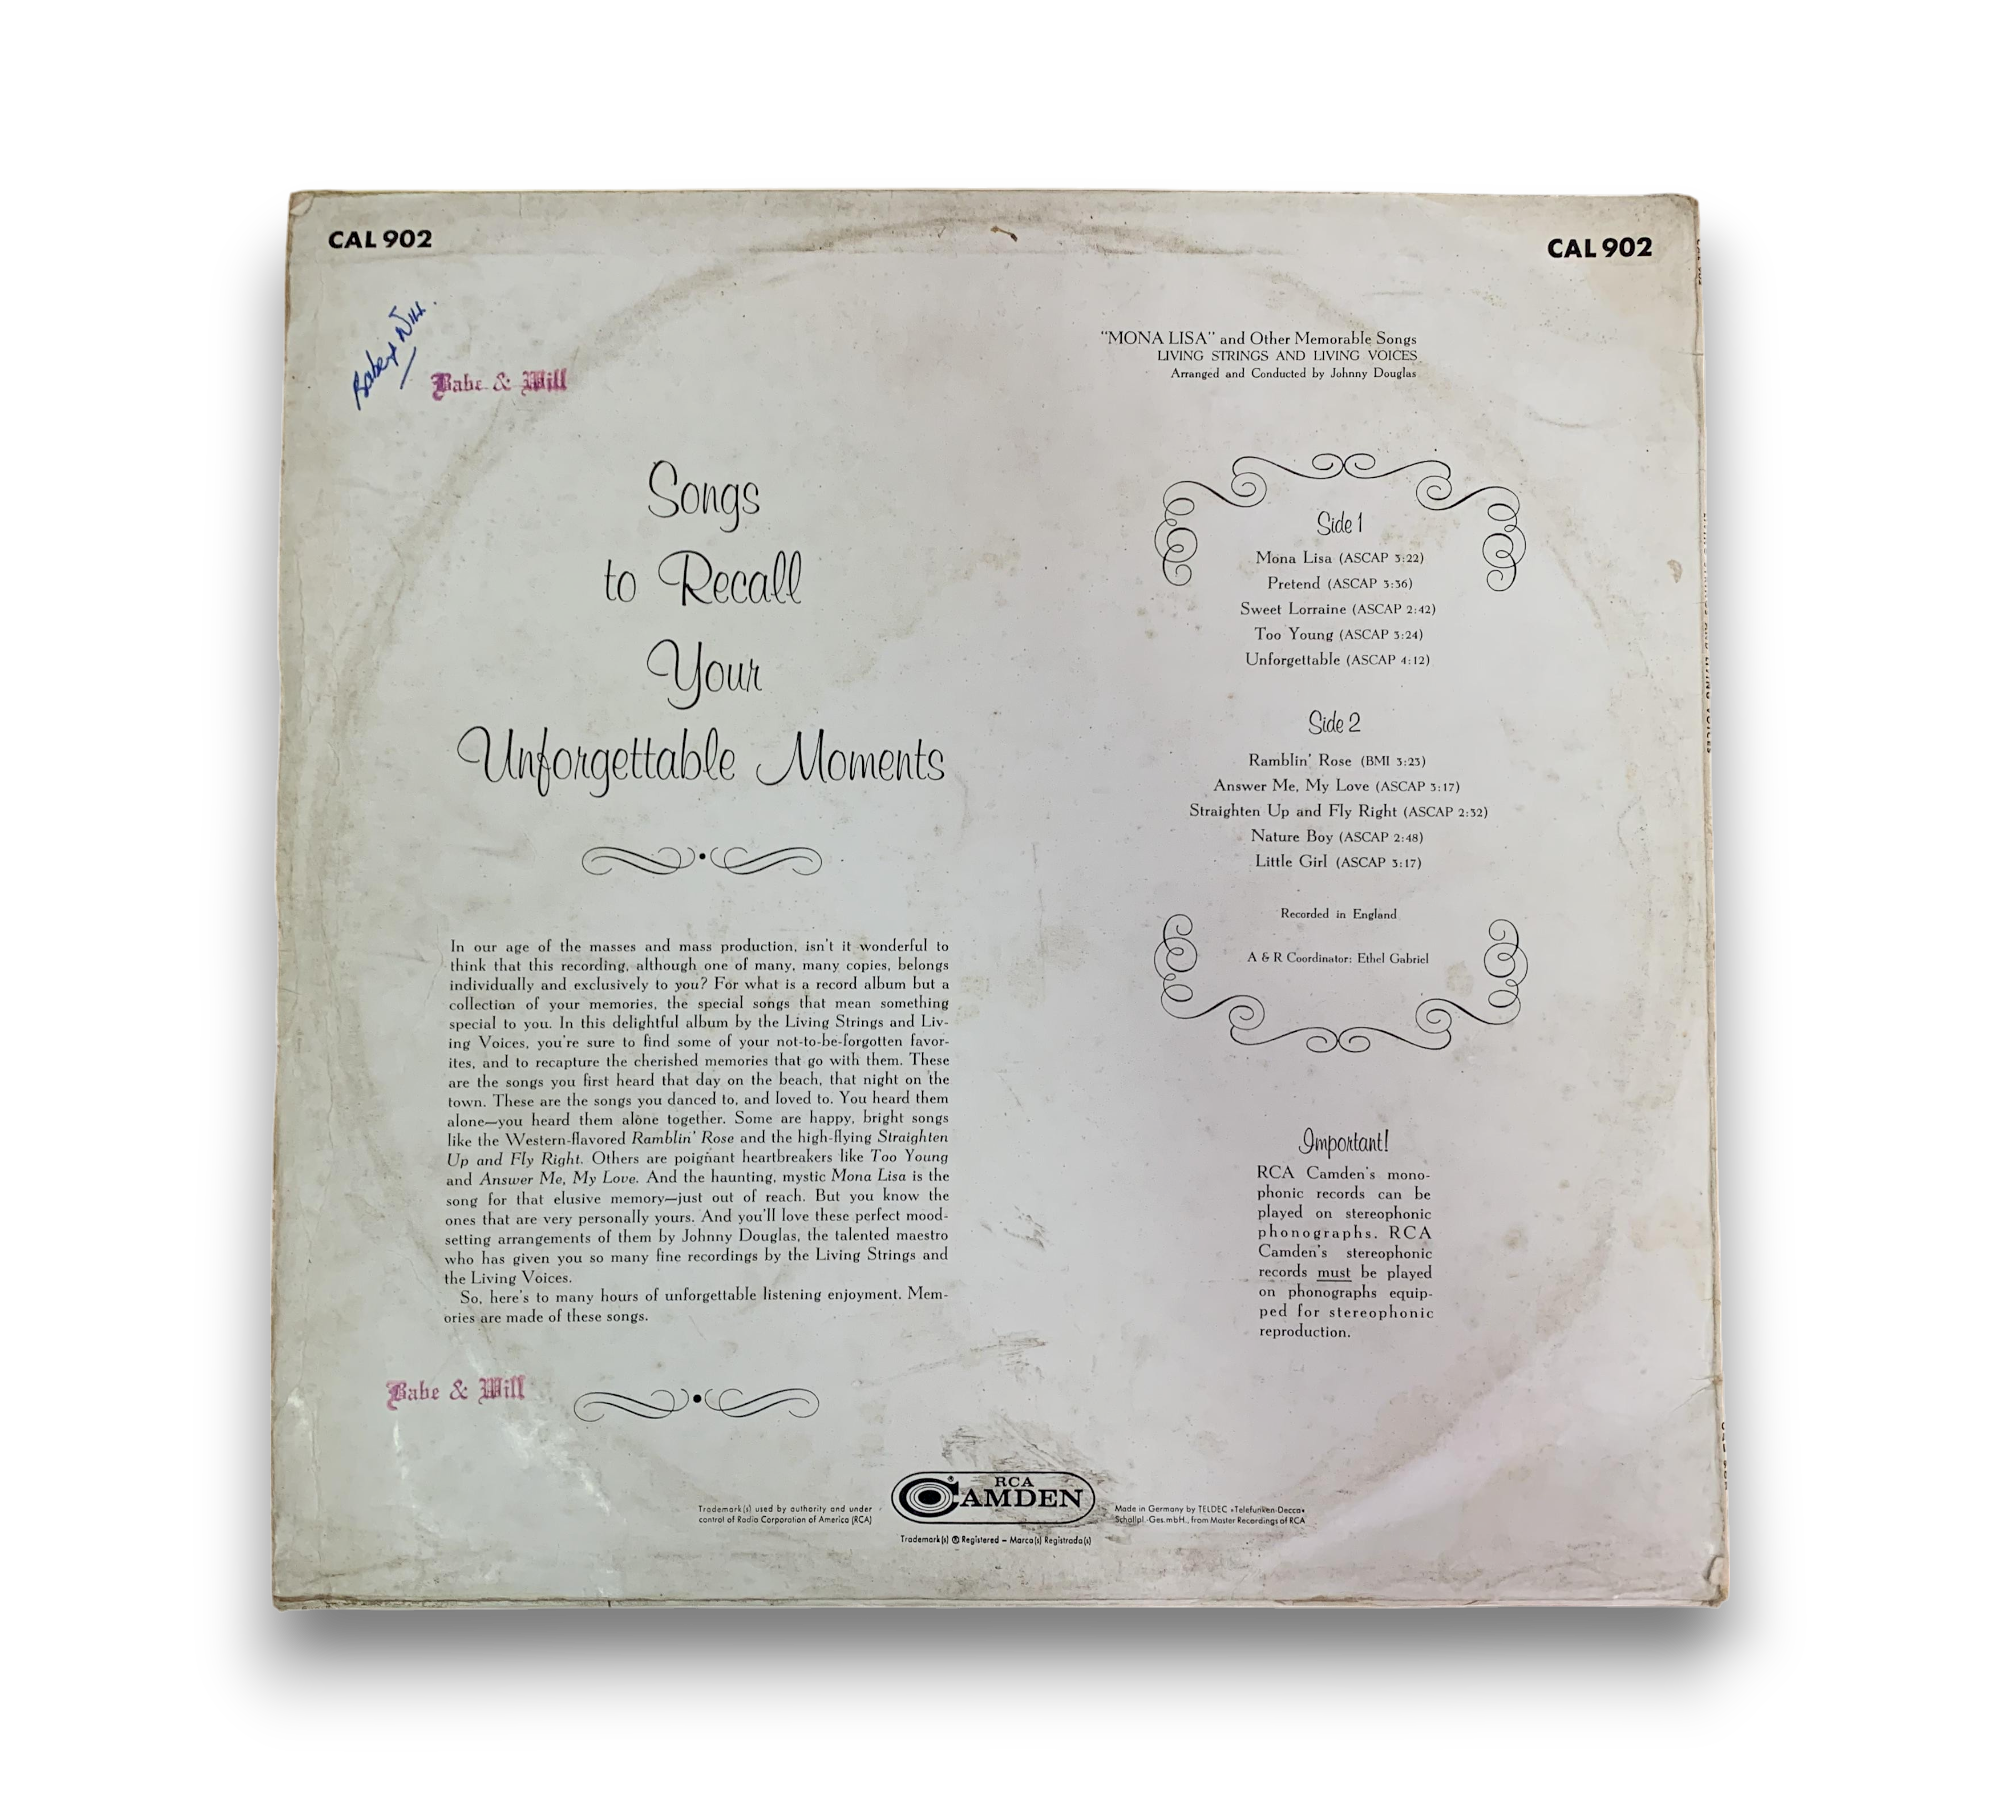 CAL 902
CAL 902
Babe & Will.
Babe & Will
Songs
to Recall
Your
Unforgettable Moments
In our age of the masses and mass production, isn't it wonderful to
think that this recording, although one of many, many copies, belongs
individually and exclusively to you? For what is a record album but a
collection of your memories, the special songs that mean something
special to you. In this delightful album by the Living Strings and Liv-
ing Voices, you're sure to find some of your not-to-be-forgotten favor-
ites, and to recapture the cherished memories that go with them. These
are the songs you first heard that day on the beach, that night on the
town. These are the songs you danced to, and loved to. You heard them
alone—you heard them alone together. Some are happy, bright songs
like the Western-flavored Ramblin' Rose and the high-flying Straighten
Up and Fly Right. Others are poignant heartbreakers like Too Young
and Answer Me, My Love. And the haunting, mystic Mona Lisa is the
song for that elusive memory—just out of reach. But you know the
ones that are very personally yours. And you'll love these perfect mood-
setting arrangements of them by Johnny Douglas, the talented maestro
who has given you so many fine recordings by the Living Strings and
the Living Voices.
So, here's to many hours of unforgettable listening enjoyment. Mem-
ories are made of these songs.
Babe & Will
"MONA LISA" and Other Memorable Songs
LIVING STRINGS AND LIVING VOICES
Arranged and Conducted by Johnny Douglas
Side 1
Mona Lisa (ASCAP 3:22)
Pretend (ASCAP 3:36)
Sweet Lorraine (ASCAP 2:42)
Too Young (ASCAP 3:24)
Unforgettable (ASCAP 4:12)
Side 2
Ramblin' Rose (BMI 3:23)
Answer Me, My Love (ASCAP 3:17)
Straighten Up and Fly Right (ASCAP 2:32)
Nature Boy (ASCAP 2:48)
Little Girl (ASCAP 3:17)
Recorded in England
A & R Coordinator: Ethel Gabriel
Important!
RCA Camden's mono-
phonic records can be
played on stereophonic
phonographs. RCA
Camden's stereophonic
records must be played
on phonographs equip-
ped for stereophonic
reproduction.
Trademark(s) used by authority and under
control of Radio Corporation of America (RCA)
RCA
CAMDEN
®
Trademark(s) ® Registered – Marca(s) Registrada(s)
Made in Germany by TELDEC »Telefunken-Decca«
Schallpl.-Ges.mbH., from Master Recordings of RCA